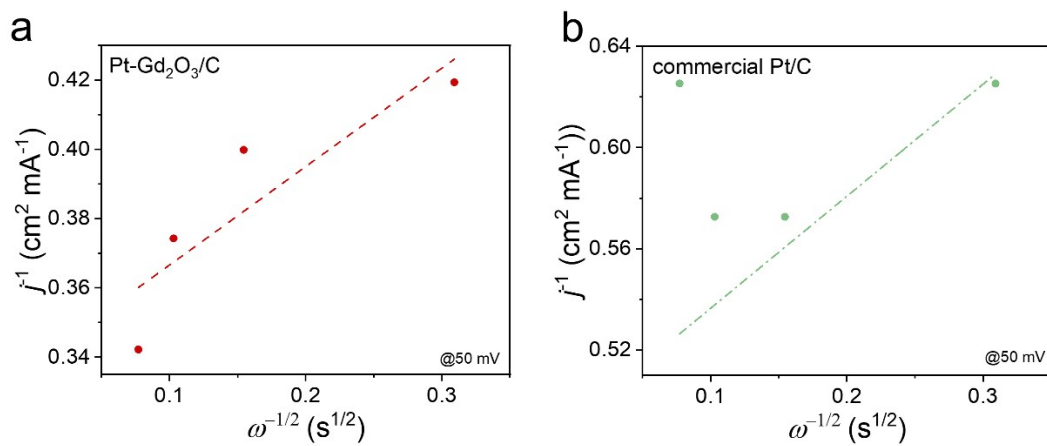 a
Pt-Gd₂O₃/C
0.42
0.40
0.38
0.36
0.34
j⁻¹ (cm² mA⁻¹)
@50 mV
0.1
0.2
0.3
ω⁻¹/² (s¹/²)
b
commercial Pt/C
0.64
0.60
0.56
0.52
j⁻¹ (cm² mA⁻¹))
@50 mV
0.1
0.2
0.3
ω⁻¹/² (s¹/²)